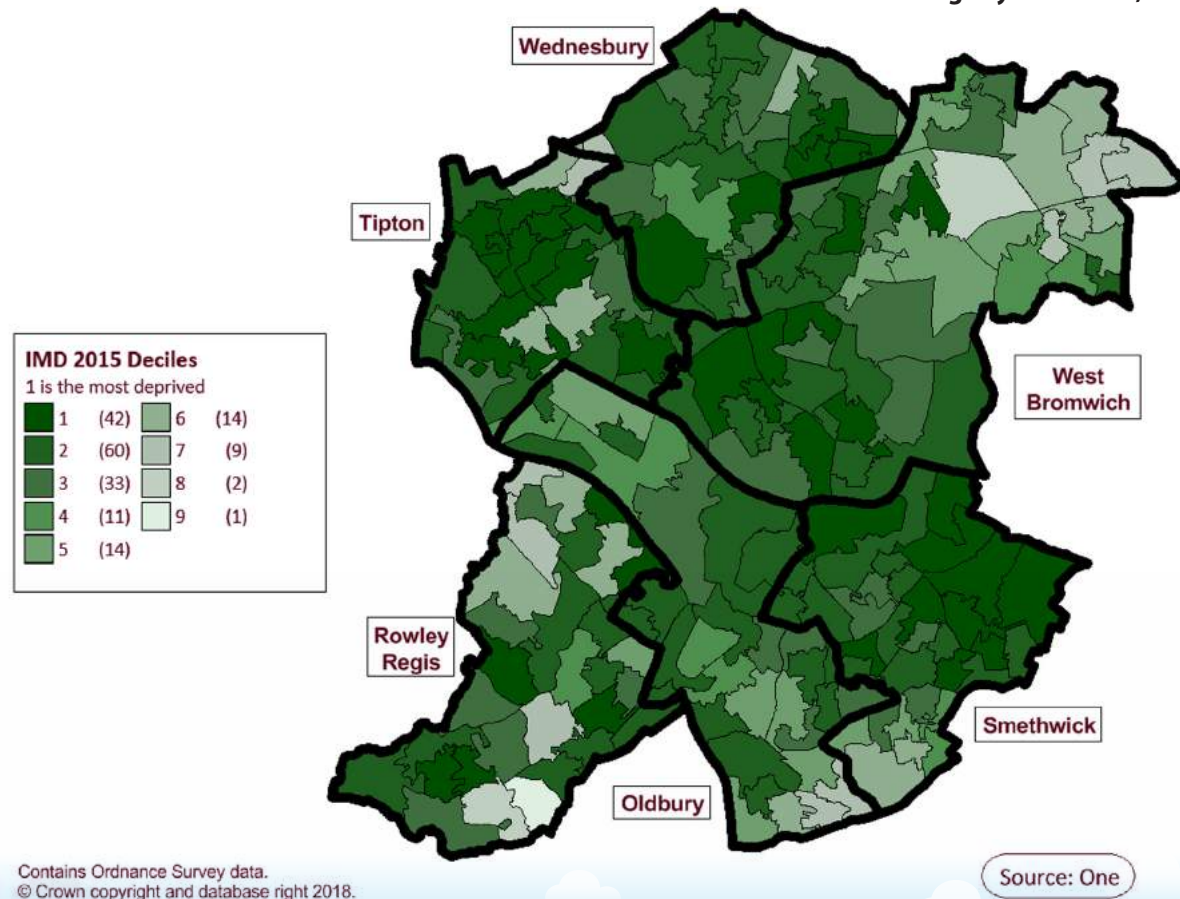 Wednesbury
Tipton
IMD 2015 Deciles
1 is the most deprived
1 (42) 6 (14)
2 (60) 7 (9)
3 (33) 8 (2)
4 (11) 9 (1)
5 (14)
West
Bromwich
Rowley
Regis
Smethwick
Oldbury
Contains Ordnance Survey data.
© Crown copyright and database right 2018.
Source: One